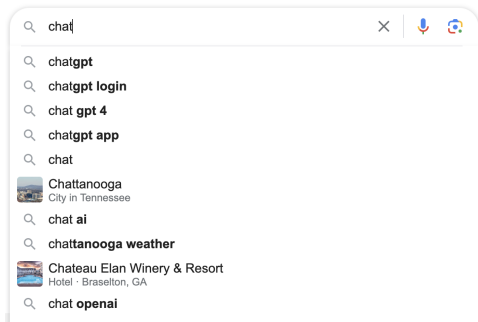 chat
chatgpt
chatgpt login
chat gpt 4
chatgpt app
chat
Chattanooga
City in Tennessee
chat ai
chattanooga weather
Chateau Elan Winery & Resort
Hotel · Braselton, GA
chat openai